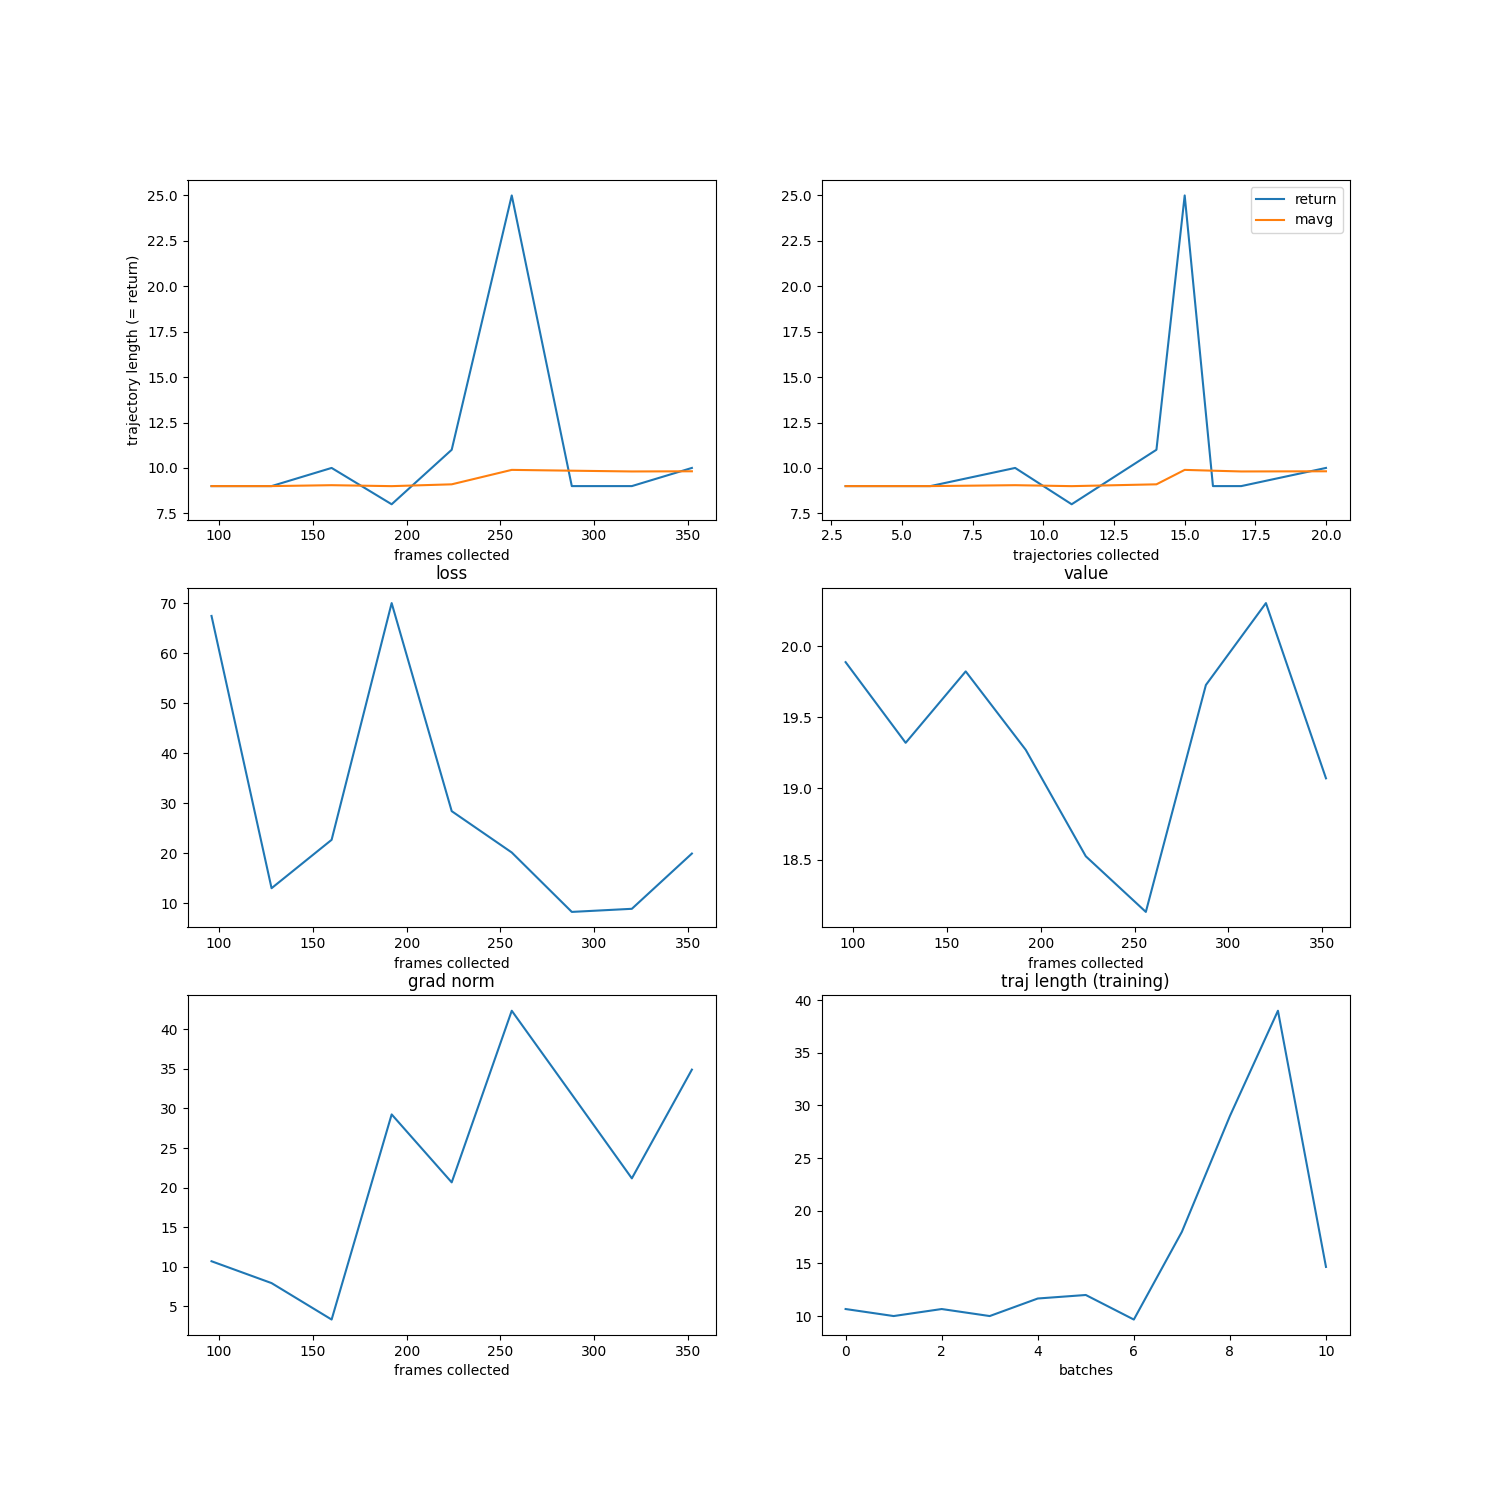 25.0
22.5
20.0
17.5
15.0
12.5
10.0
7.5
trajectory length (= return)
100 150 200 250 300 350
frames collected
25.0
22.5
20.0
17.5
15.0
12.5
10.0
7.5
return
mavg
2.5 5.0 7.5 10.0 12.5 15.0 17.5 20.0
trajectories collected
loss
70
60
50
40
30
20
10
100 150 200 250 300 350
frames collected
value
20.0
19.5
19.0
18.5
100 150 200 250 300 350
frames collected
grad norm
40
35
30
25
20
15
10
5
100 150 200 250 300 350
frames collected
traj length (training)
40
35
30
25
20
15
10
0 2 4 6 8 10
batches